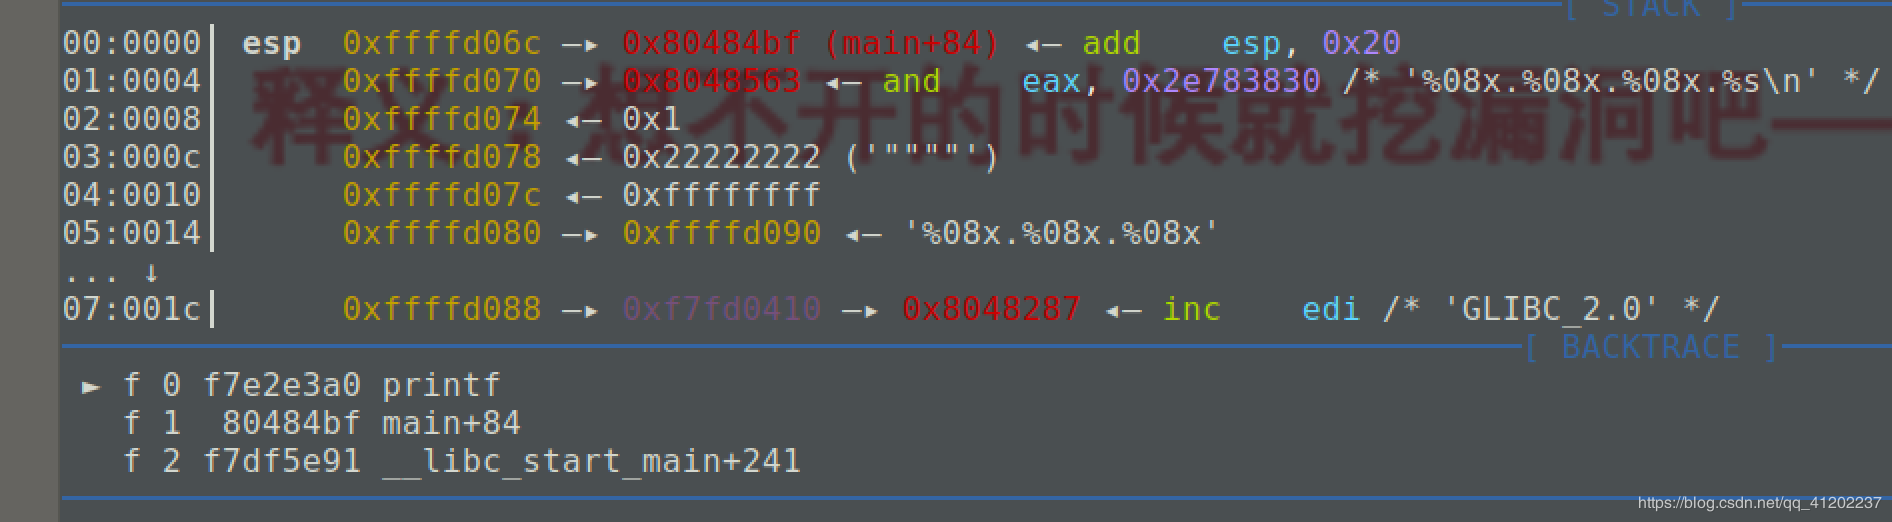 [ STACK ]
00:0000│ esp 0xffffd06c —▸ 0x80484bf (main+84) ◂— add esp, 0x20
01:0004│ 0xffffd070 —▸ 0x8048563 ◂— and eax, 0x2e783830 /* '%08x.%08x.%08x.%s\n' */
02:0008│ 0xffffd074 ◂— 0x1
03:000c│ 0xffffd078 ◂— 0x22222222 ('""""')
04:0010│ 0xffffd07c ◂— 0xffffffff
05:0014│ 0xffffd080 —▸ 0xffffd090 ◂— '%08x.%08x.%08x'
... ↓
07:001c│ 0xffffd088 —▸ 0xf7fd0410 —▸ 0x8048287 ◂— inc edi /* 'GLIBC_2.0' */
释义：想不开的时候就挖漏洞吧——
[ BACKTRACE ]
► f 0 f7e2e3a0 printf
f 1 80484bf main+84
f 2 f7df5e91 __libc_start_main+241
https://blog.csdn.net/qq_41202237